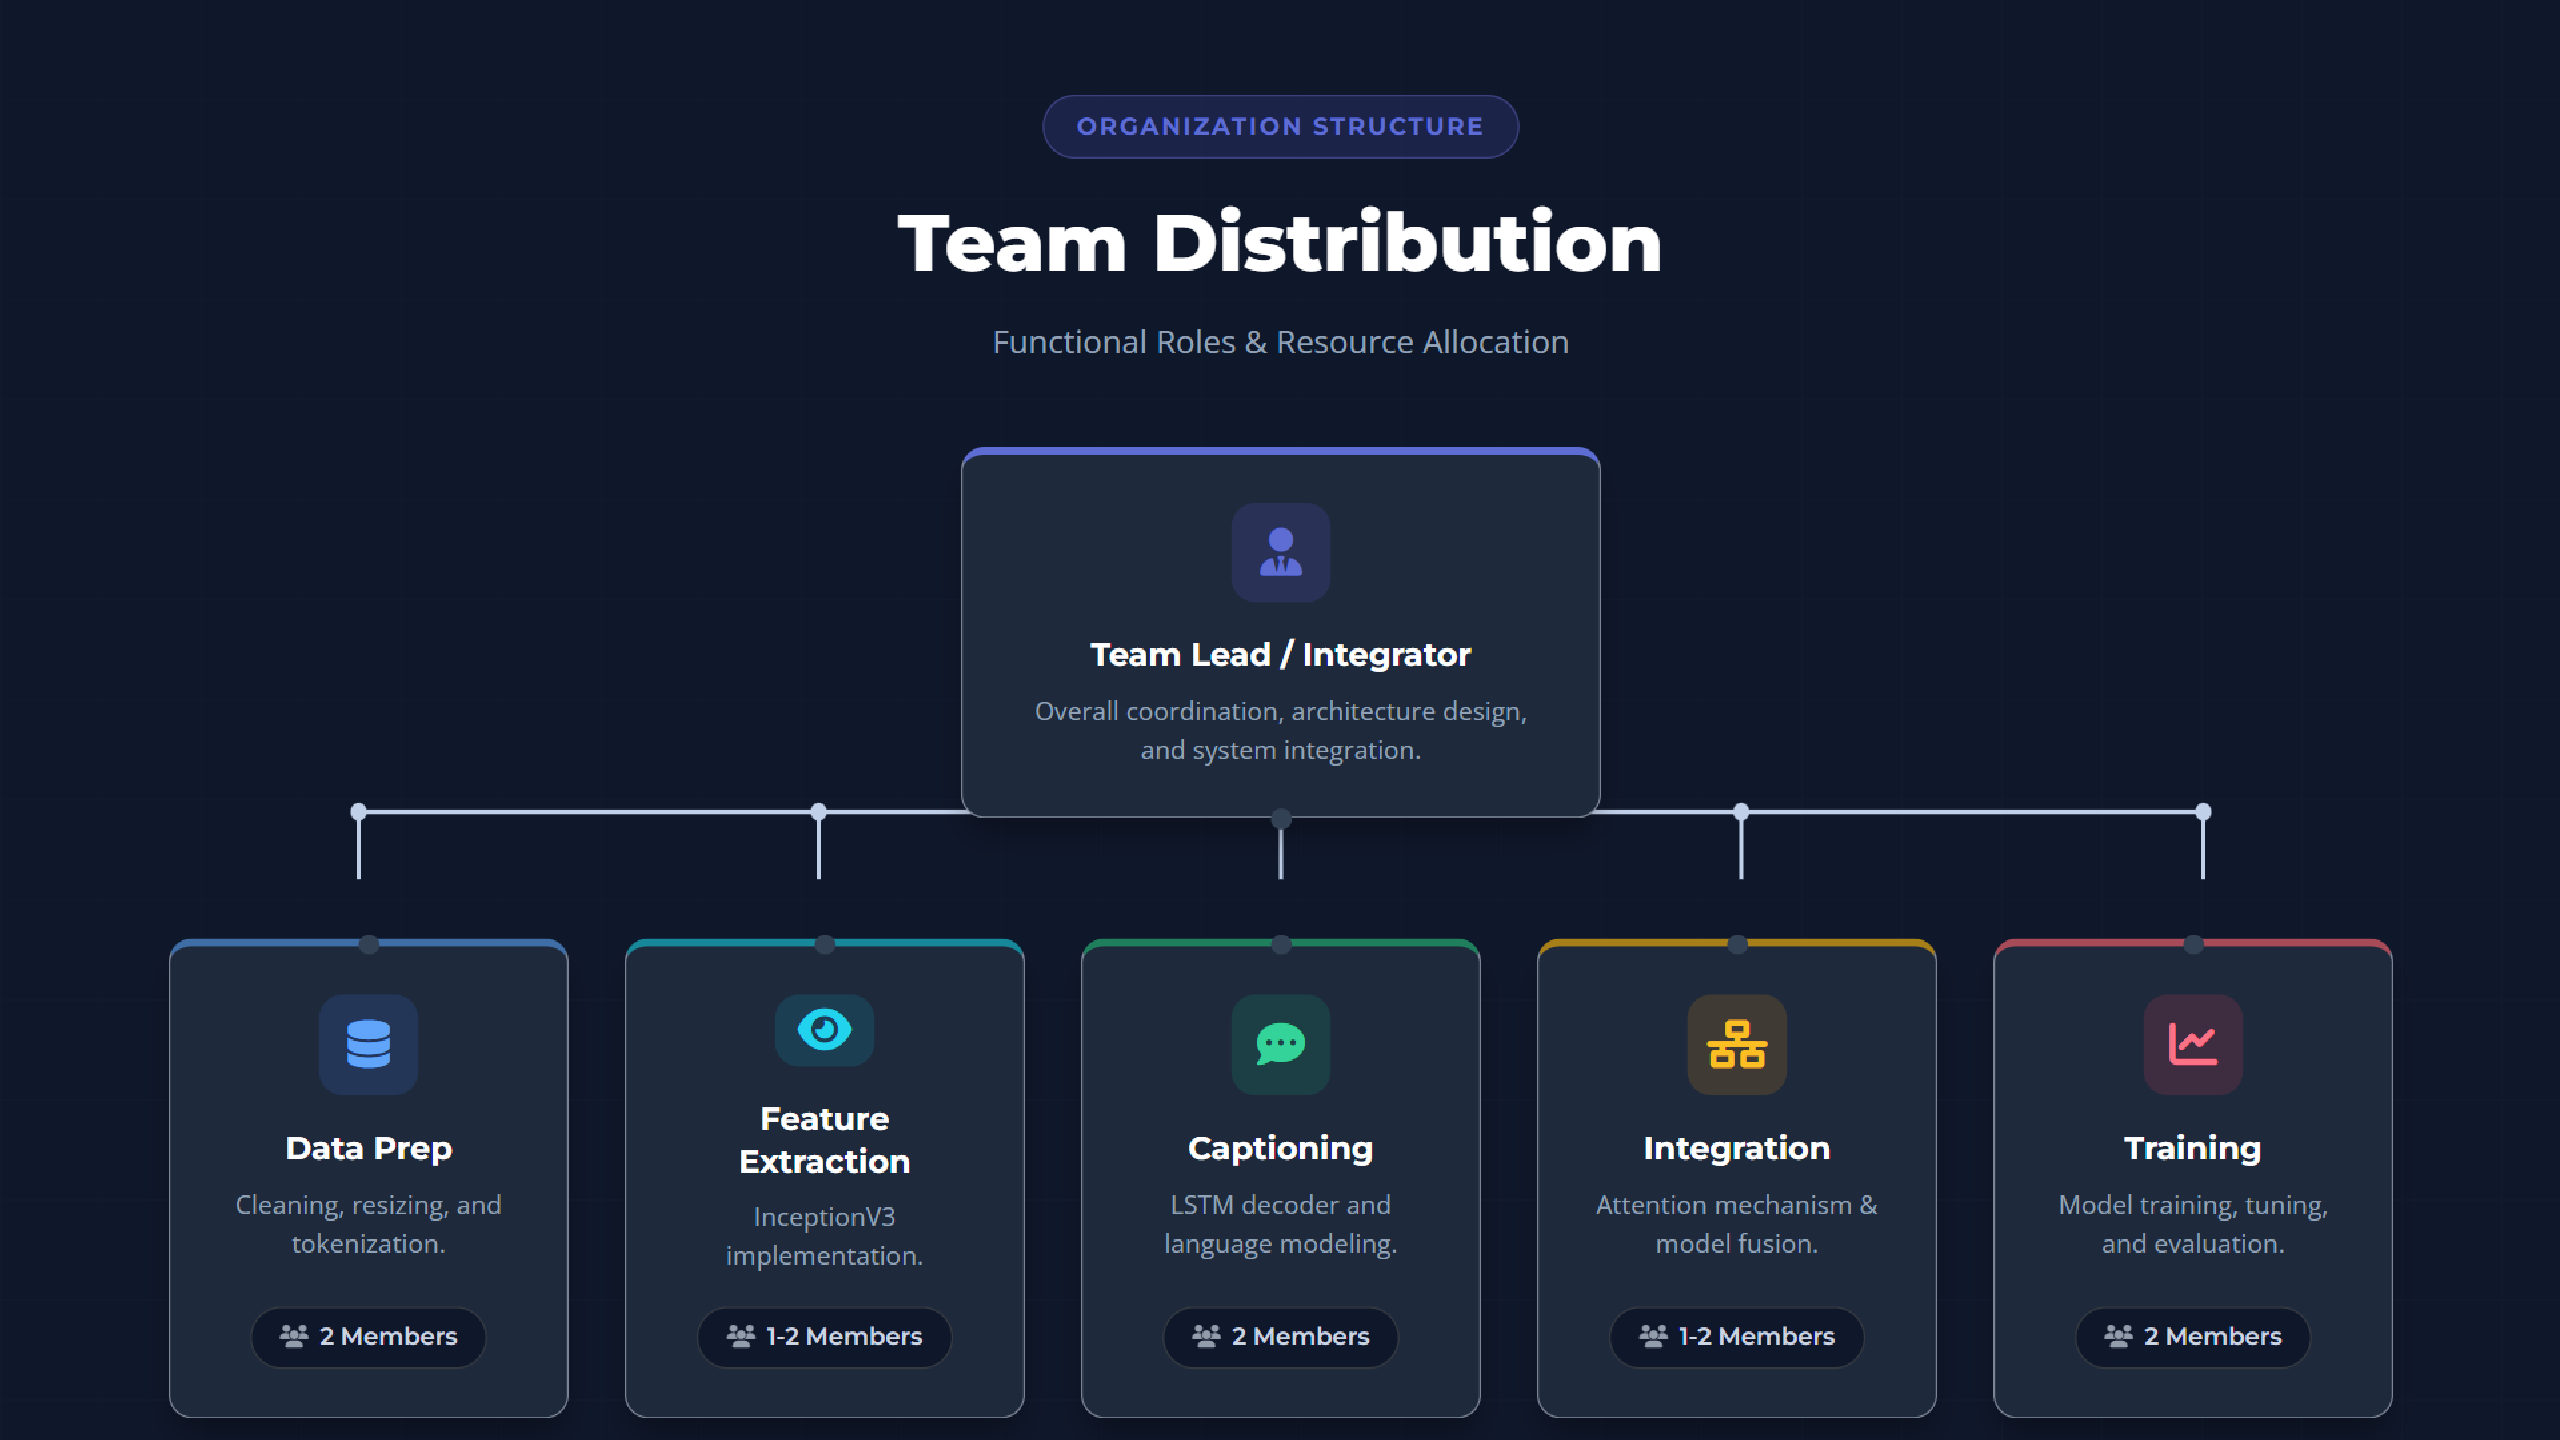 ORGANIZATION STRUCTURE
Team Distribution
Functional Roles & Resource Allocation
Team Lead / Integrator
Overall coordination, architecture design,
and system integration.
Data Prep
Cleaning, resizing, and
tokenization.
2 Members
Feature
Extraction
InceptionV3
implementation.
1-2 Members
Captioning
LSTM decoder and
language modeling.
2 Members
Integration
Attention mechanism &
model fusion.
1-2 Members
Training
Model training, tuning,
and evaluation.
2 Members